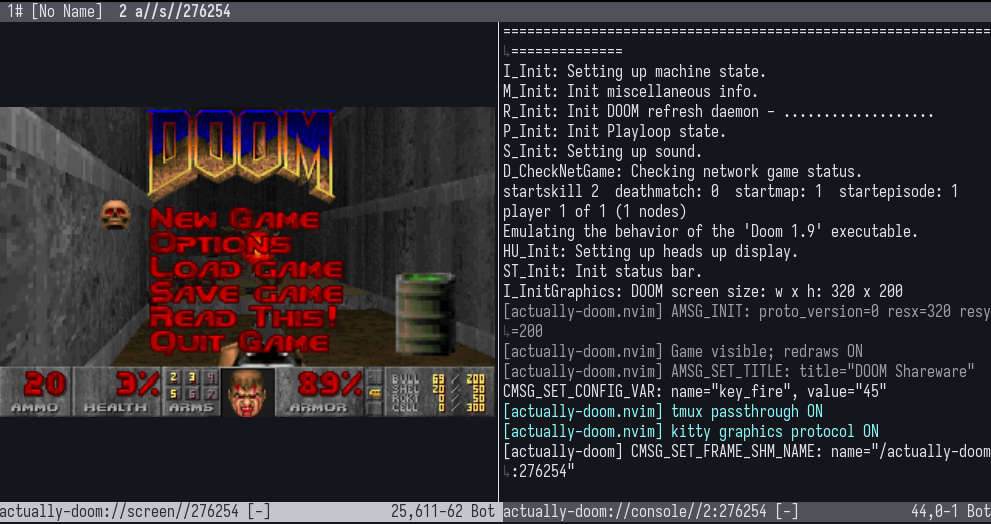 1# [No Name]  2 a//s//276254
DOOM
New Game
Options
Load Game
Save Game
Read This!
Quit Game
20 3% 2 3 4 5 6 7 89%
BULL 69 / 200
SHEL 20 / 50
RCKT 0 / 50
CELL 0 / 300
AMMO HEALTH ARMS ARMOR
actually-doom://screen//276254 [-] 25,611-62 Bot
=============================================================
↳==============
I_Init: Setting up machine state.
M_Init: Init miscellaneous info.
R_Init: Init DOOM refresh daemon - ...................
P_Init: Init Playloop state.
S_Init: Setting up sound.
D_CheckNetGame: Checking network game status.
startskill 2  deathmatch: 0  startmap: 1  startepisode: 1
player 1 of 1 (1 nodes)
Emulating the behavior of the 'Doom 1.9' executable.
HU_Init: Setting up heads up display.
ST_Init: Init status bar.
I_InitGraphics: DOOM screen size: w x h: 320 x 200
[actually-doom.nvim] AMSG_INIT: proto_version=0 resx=320 resy
↳=200
[actually-doom.nvim] Game visible; redraws ON
[actually-doom.nvim] AMSG_SET_TITLE: title="DOOM Shareware"
CMSG_SET_CONFIG_VAR: name="key_fire", value="45"
[actually-doom.nvim] tmux passthrough ON
[actually-doom.nvim] kitty graphics protocol ON
[actually-doom] CMSG_SET_FRAME_SHM_NAME: name="/actually-doom
↳:276254"
actually-doom://console//2:276254 [-] 44,0-1 Bot